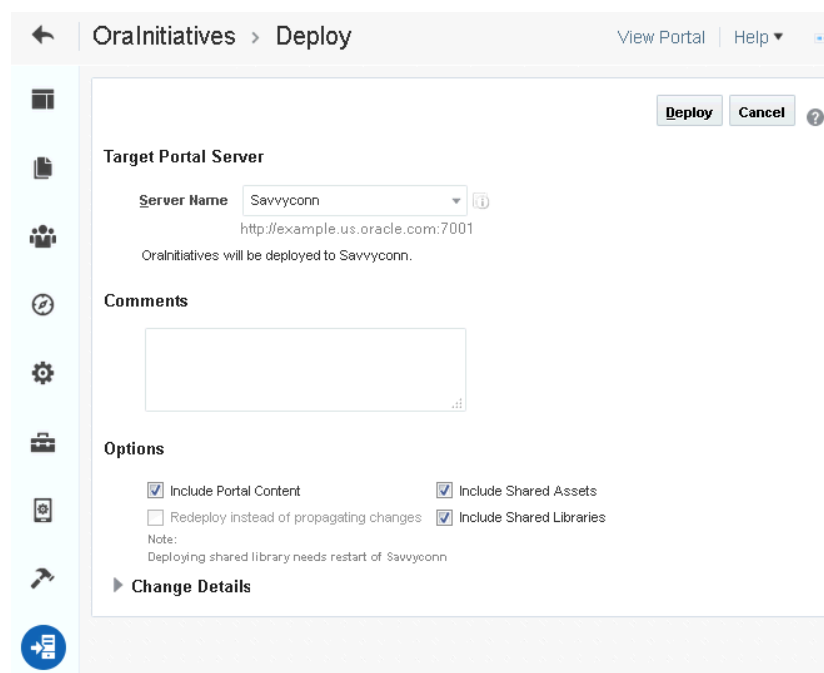 OraInitiatives > Deploy
View Portal
Help
Deploy
Cancel
Target Portal Server
Server Name
Savvyconn
http://example.us.oracle.com:7001
OraInitiatives will be deployed to Savvyconn.
Comments
Options
Include Portal Content
Include Shared Assets
Redeploy instead of propagating changes
Include Shared Libraries
Note:
Deploying shared library needs restart of Savvyconn
Change Details